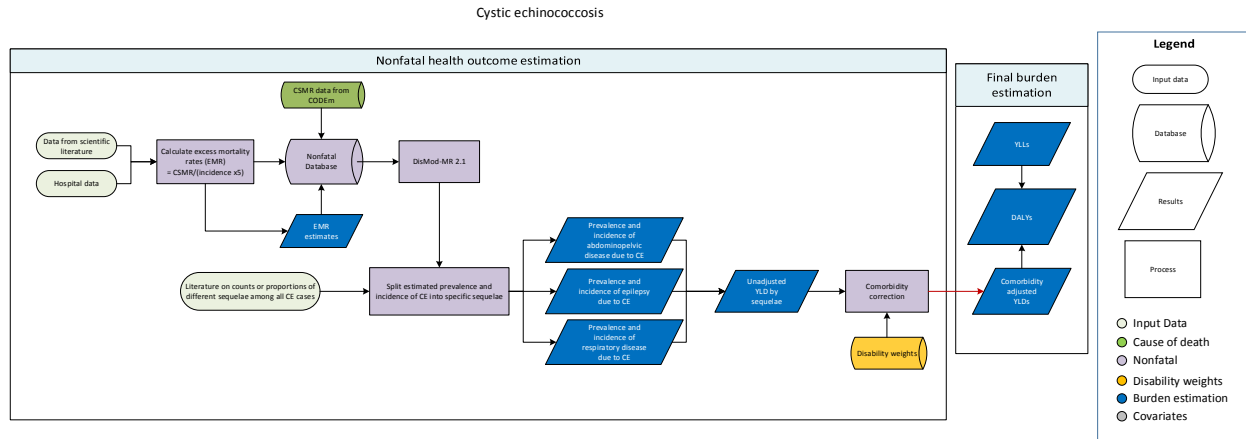 Cystic echinococcosis
Nonfatal health outcome estimation
CSMR data from
CODEm
Data from scientific
literature
Hospital data
Calculate excess mortality
rates (EMR)
= CSMR/(incidence x5)
Nonfatal
Database
DisMod-MR 2.1
EMR
estimates
Literature on counts or proportions
of different sequelae among all CE
cases
Split estimated prevalence and
incidence of CE into specific sequelae
Prevalence and
incidence of
abdominopelvic
disease due to CE
Prevalence and
incidence of epilepsy
due to CE
Prevalence and
incidence of
respiratory disease
due to CE
Unadjusted
YLD by
sequelae
Comorbidity
correction
Disability weights
Final burden
estimation
YLLs
DALYs
Comorbidity
adjusted
YLDs
Legend
Input data
Database
Results
Process
Input Data
Cause of death
Nonfatal
Disability weights
Burden estimation
Covariates